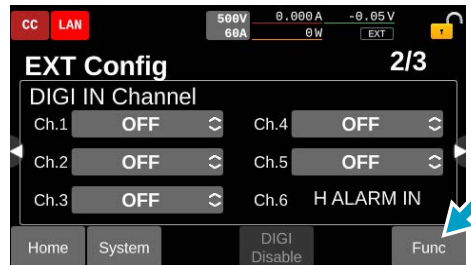 CC LAN 500V 0.000A -0.05V
60A 0W EXT
EXT Config 2/3
DIGI IN Channel
Ch.1 OFF Ch.4 OFF
Ch.2 OFF Ch.5 OFF
Ch.3 OFF Ch.6 H ALARM IN
Home System DIGI Disable Func